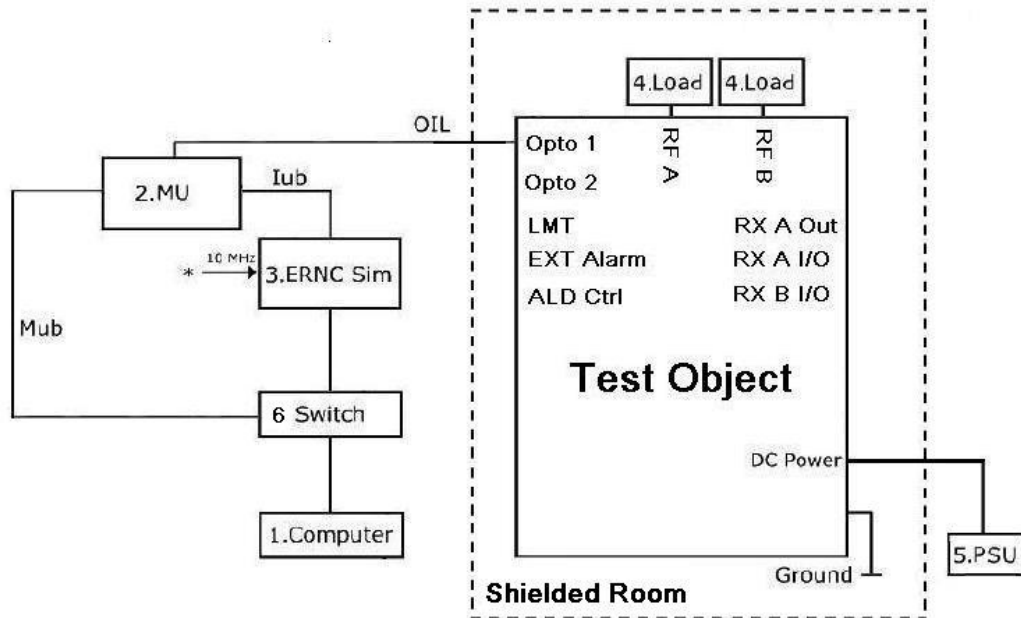 4.Load
4.Load
OIL
Opto 1
RF A
RF B
Opto 2
2.MU
Iub
LMT
RX A Out
10 MHz
*
3.ERNC Sim
EXT Alarm
RX A I/O
ALD Ctrl
RX B I/O
Mub
Test Object
6 Switch
DC Power
1.Computer
5.PSU
Ground
Shielded Room